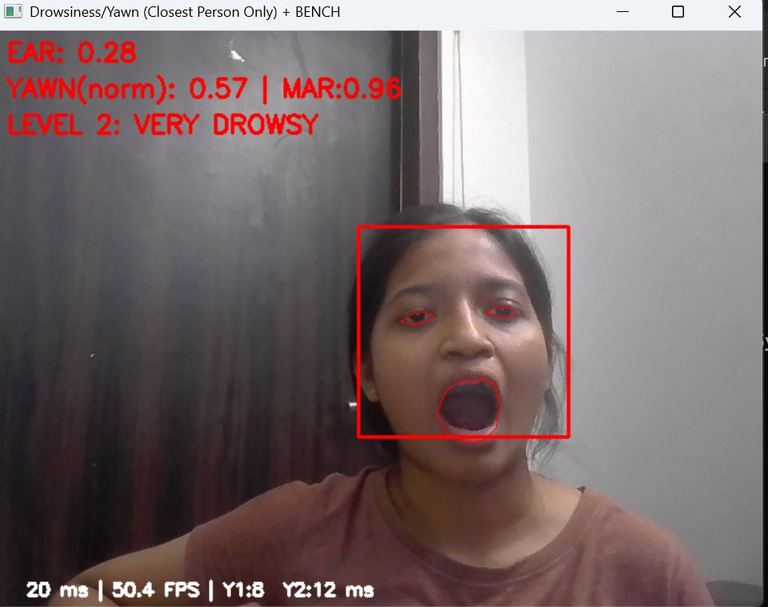 Drowsiness/Yawn (Closest Person Only) + BENCH
EAR: 0.28
YAWN(norm): 0.57 | MAR:0.96
LEVEL 2: VERY DROWSY
20 ms | 50.4 FPS | Y1:8 Y2:12 ms